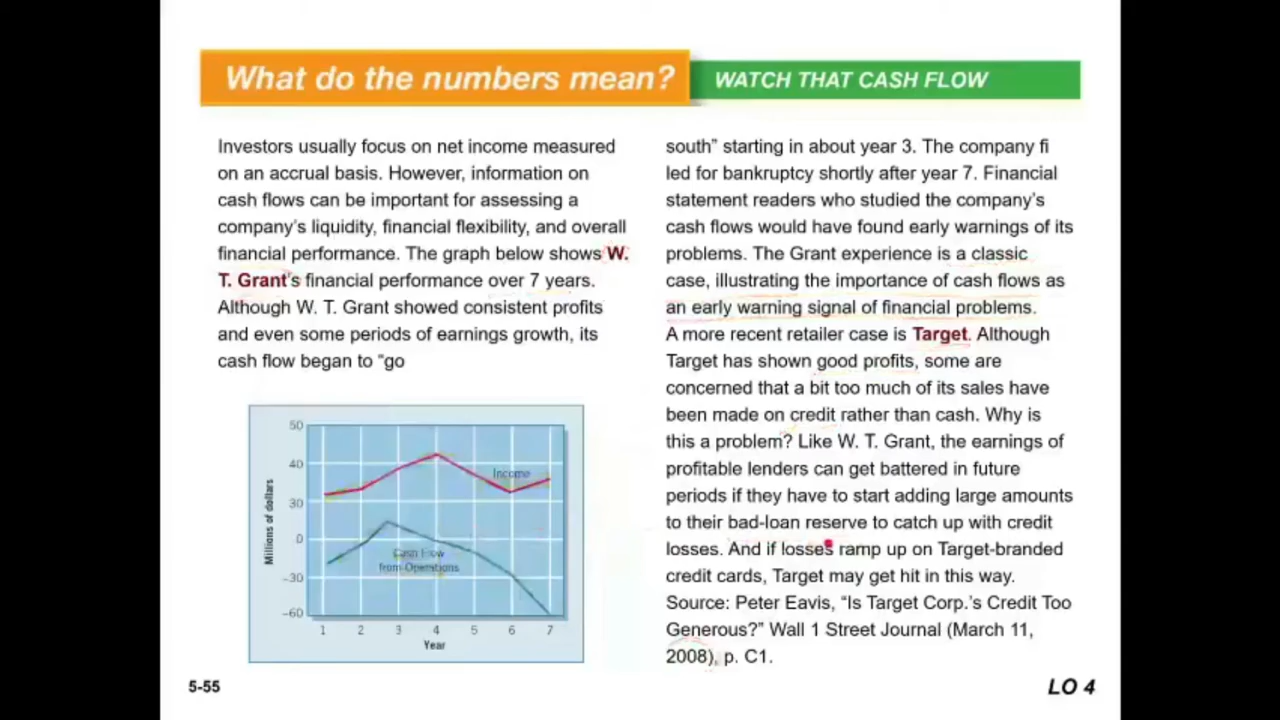 What do the numbers mean?
WATCH THAT CASH FLOW
Investors usually focus on net income measured
on an accrual basis. However, information on
cash flows can be important for assessing a
company's liquidity, financial flexibility, and overall
financial performance. The graph below shows W.
T. Grant's financial performance over 7 years.
Although W. T. Grant showed consistent profits
and even some periods of earnings growth, its
cash flow began to "go
50
40
30
0
−30
−60
Millions of dollars
Income
Cash Flow
from Operations
1 2 3 4 5 6 7
Year
south" starting in about year 3. The company fi
led for bankruptcy shortly after year 7. Financial
statement readers who studied the company's
cash flows would have found early warnings of its
problems. The Grant experience is a classic
case, illustrating the importance of cash flows as
an early warning signal of financial problems.
A more recent retailer case is Target. Although
Target has shown good profits, some are
concerned that a bit too much of its sales have
been made on credit rather than cash. Why is
this a problem? Like W. T. Grant, the earnings of
profitable lenders can get battered in future
periods if they have to start adding large amounts
to their bad-loan reserve to catch up with credit
losses. And if losses ramp up on Target-branded
credit cards, Target may get hit in this way.
Source: Peter Eavis, "Is Target Corp.'s Credit Too
Generous?" Wall 1 Street Journal (March 11,
2008), p. C1.
5-55
LO 4